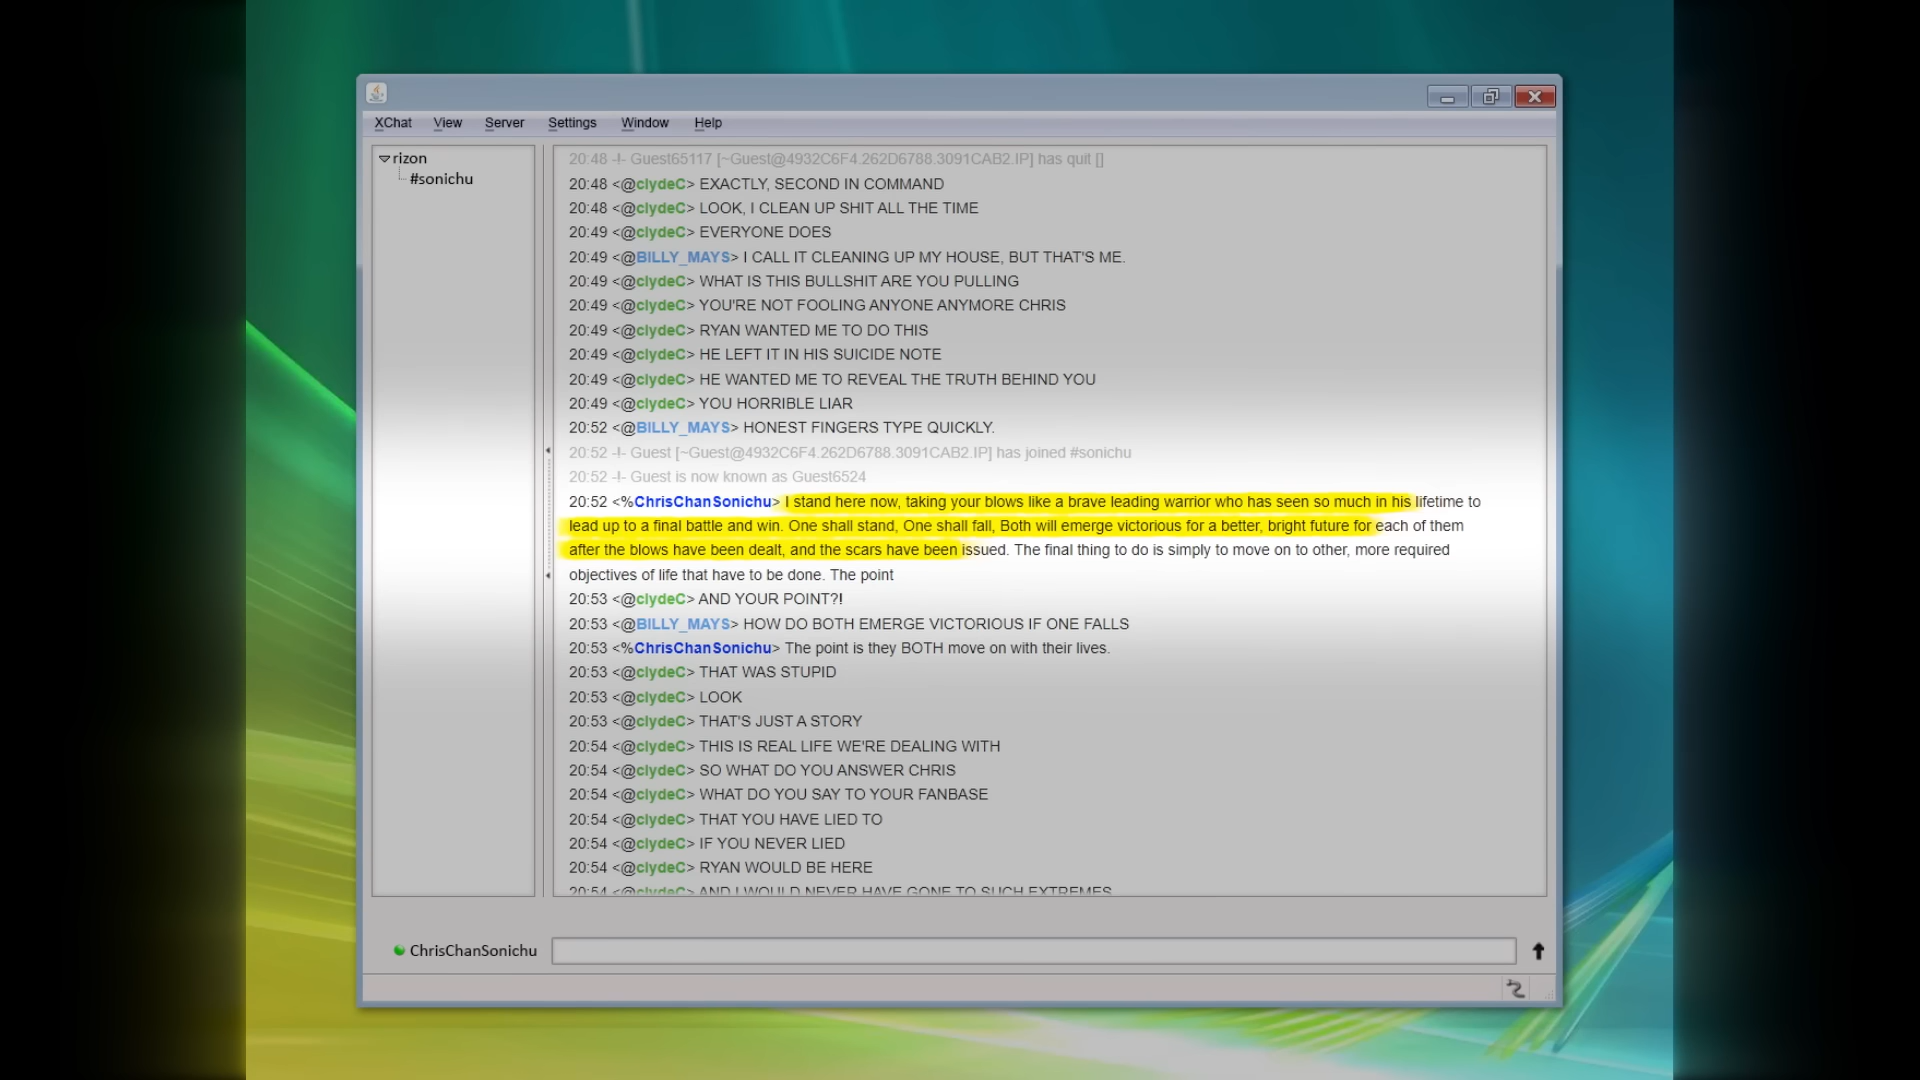 XChat View Server Settings Window Help
rizon
#sonichu
20:48 -!- Guest65117 [~Guest@4932C6F4.262D6788.3091CAB2.IP] has quit []
20:48 <@clydeC> EXACTLY, SECOND IN COMMAND
20:48 <@clydeC> LOOK, I CLEAN UP SHIT ALL THE TIME
20:49 <@clydeC> EVERYONE DOES
20:49 <@BILLY_MAYS> I CALL IT CLEANING UP MY HOUSE, BUT THAT'S ME.
20:49 <@clydeC> WHAT IS THIS BULLSHIT ARE YOU PULLING
20:49 <@clydeC> YOU'RE NOT FOOLING ANYONE ANYMORE CHRIS
20:49 <@clydeC> RYAN WANTED ME TO DO THIS
20:49 <@clydeC> HE LEFT IT IN HIS SUICIDE NOTE
20:49 <@clydeC> HE WANTED ME TO REVEAL THE TRUTH BEHIND YOU
20:49 <@clydeC> YOU HORRIBLE LIAR
20:52 <@BILLY_MAYS> HONEST FINGERS TYPE QUICKLY.
20:52 -!- Guest [~Guest@4932C6F4.262D6788.3091CAB2.IP] has joined #sonichu
20:52 -!- Guest is now known as Guest6524
20:52 <%ChrisChanSonichu> I stand here now, taking your blows like a brave leading warrior who has seen so much in his lifetime to
lead up to a final battle and win. One shall stand, One shall fall, Both will emerge victorious for a better, bright future for each of them
after the blows have been dealt, and the scars have been issued. The final thing to do is simply to move on to other, more required
objectives of life that have to be done. The point
20:53 <@clydeC> AND YOUR POINT?!
20:53 <@BILLY_MAYS> HOW DO BOTH EMERGE VICTORIOUS IF ONE FALLS
20:53 <%ChrisChanSonichu> The point is they BOTH move on with their lives.
20:53 <@clydeC> THAT WAS STUPID
20:53 <@clydeC> LOOK
20:53 <@clydeC> THAT'S JUST A STORY
20:54 <@clydeC> THIS IS REAL LIFE WE'RE DEALING WITH
20:54 <@clydeC> SO WHAT DO YOU ANSWER CHRIS
20:54 <@clydeC> WHAT DO YOU SAY TO YOUR FANBASE
20:54 <@clydeC> THAT YOU HAVE LIED TO
20:54 <@clydeC> IF YOU NEVER LIED
20:54 <@clydeC> RYAN WOULD BE HERE
20:54 <@clydeC> AND I WOULD NEVER HAVE GONE TO SUCH EXTREMES
ChrisChanSonichu